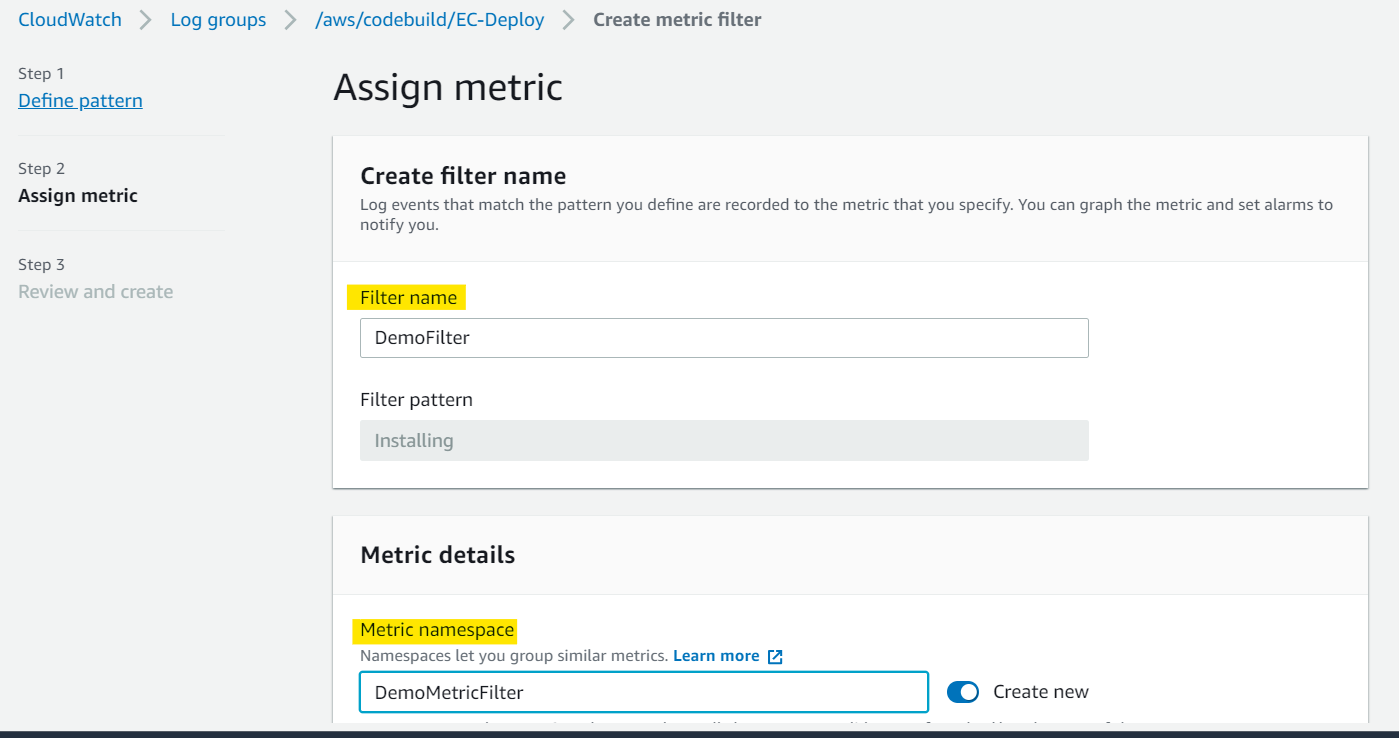 CloudWatch > Log groups > /aws/codebuild/EC-Deploy > Create metric filter
Step 1
Define pattern
Step 2
Assign metric
Step 3
Review and create
Assign metric
Create filter name
Log events that match the pattern you define are recorded to the metric that you specify. You can graph the metric and set alarms to
notify you.
Filter name
DemoFilter
Filter pattern
Installing
Metric details
Metric namespace
Namespaces let you group similar metrics. Learn more
DemoMetricFilter
Create new